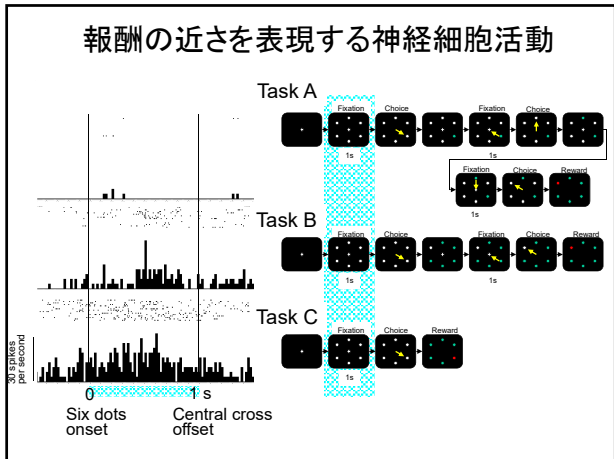 報酬の近さを表現する神経細胞活動
Task A
Fixation
Choice
Fixation
Choice
1s
1s
Fixation
Choice
Reward
1s
Task B
Fixation
Choice
Fixation
Choice
Reward
1s
1s
Task C
Fixation
Choice
Reward
1s
30 spikes
per second
0
1 s
Six dots
onset
Central cross
offset